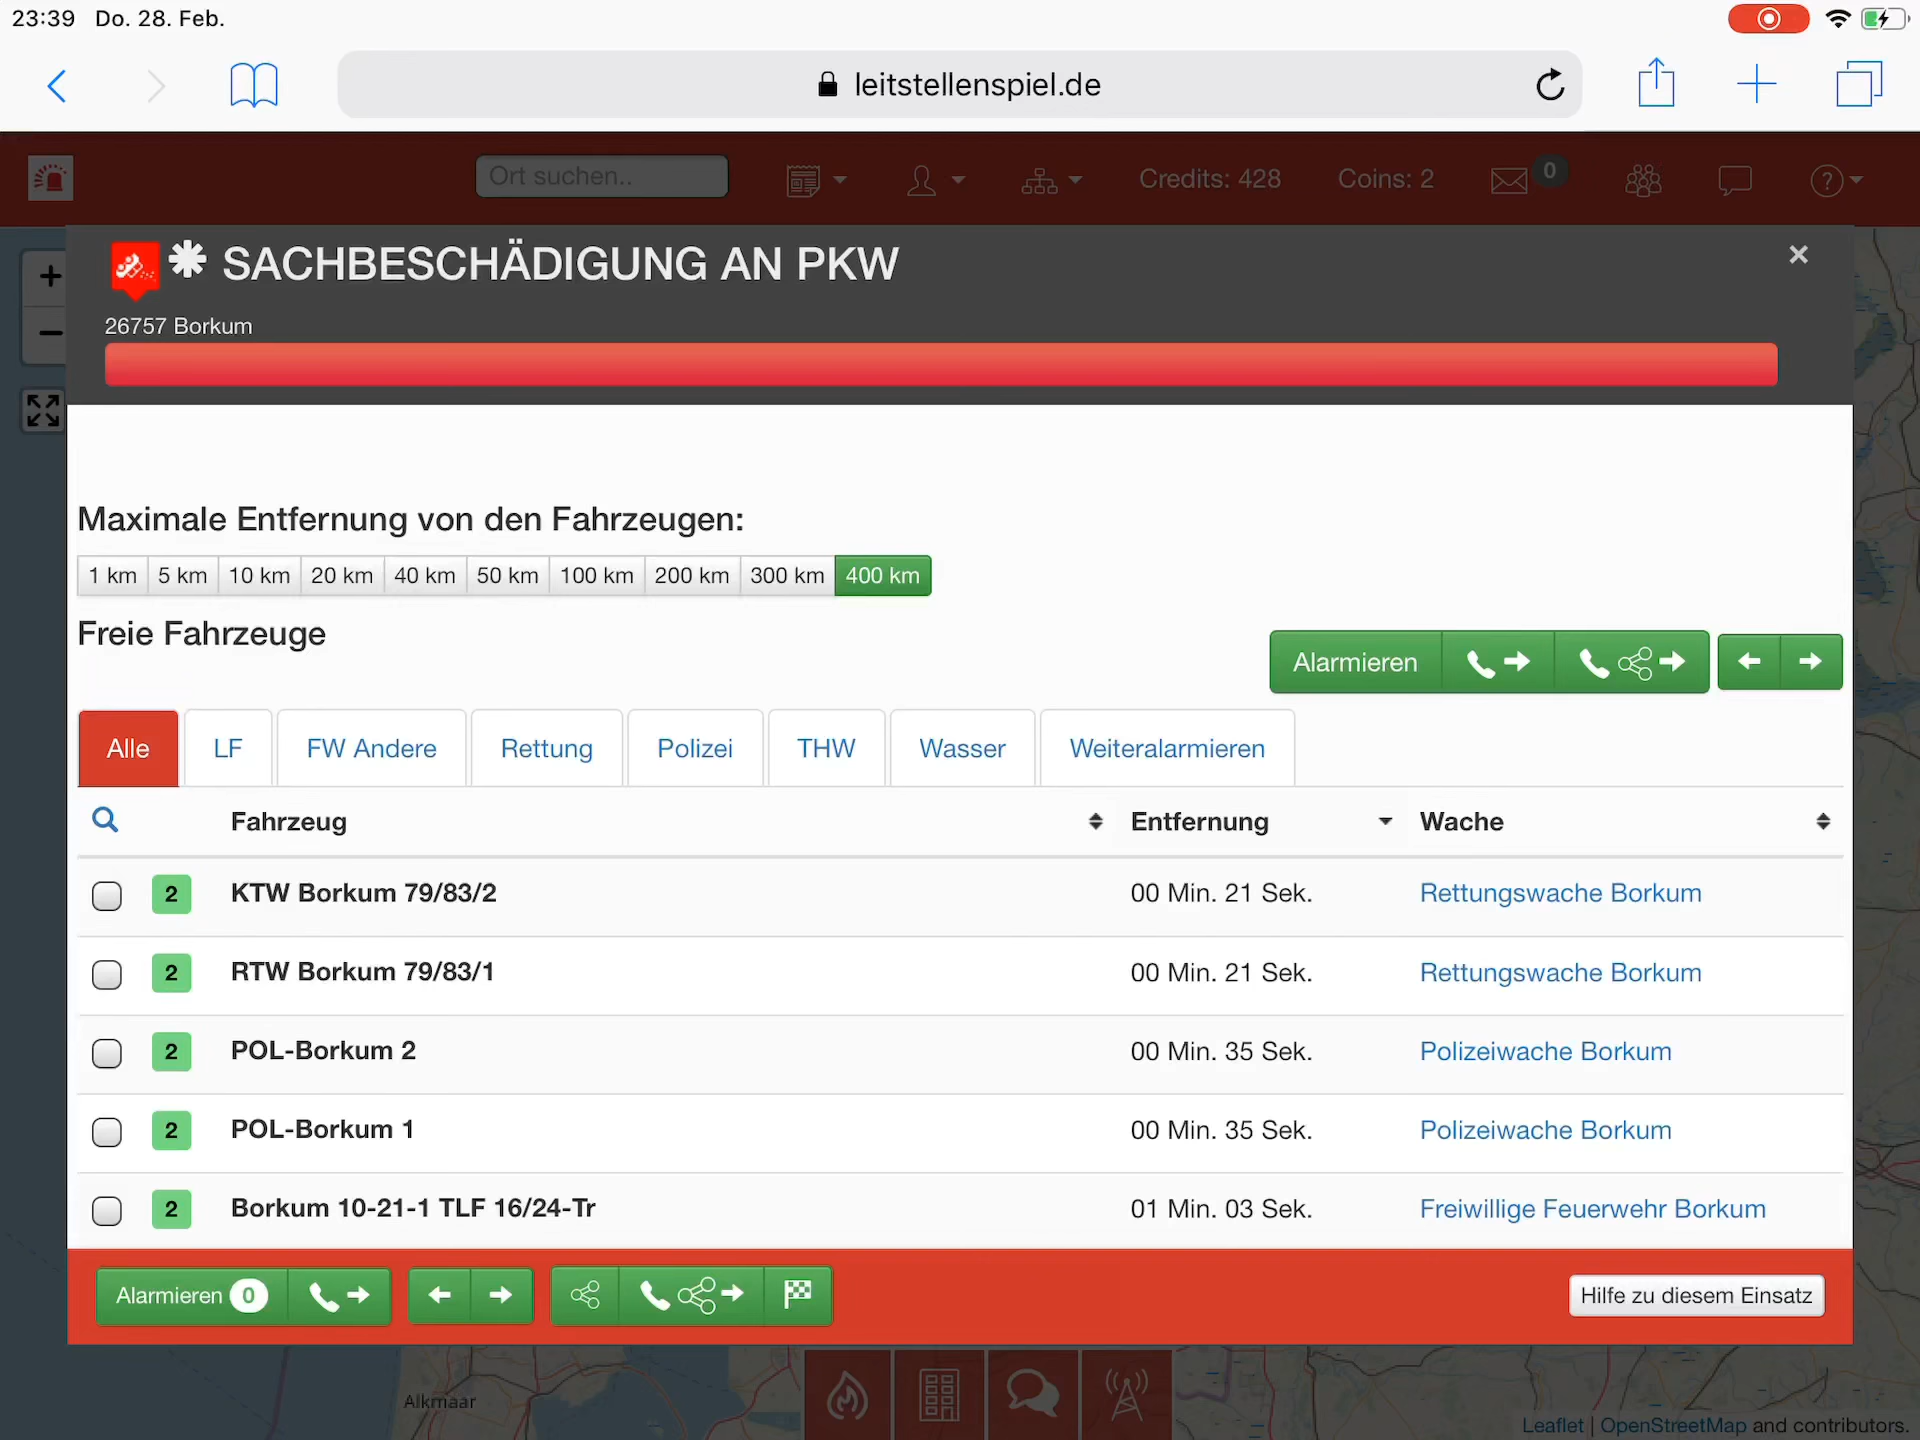 23:39 Do. 28. Feb.
leitstellenspiel.de
Ort suchen..
Credits: 428
Coins: 2
0
SACHBESCHÄDIGUNG AN PKW
×
26757 Borkum
+
−
Maximale Entfernung von den Fahrzeugen:
1 km 5 km 10 km 20 km 40 km 50 km 100 km 200 km 300 km 400 km
Freie Fahrzeuge
Alarmieren
Alle LF FW Andere Rettung Polizei THW Wasser Weiteralarmieren
Fahrzeug Entfernung Wache
2 KTW Borkum 79/83/2 00 Min. 21 Sek. Rettungswache Borkum
2 RTW Borkum 79/83/1 00 Min. 21 Sek. Rettungswache Borkum
2 POL-Borkum 2 00 Min. 35 Sek. Polizeiwache Borkum
2 POL-Borkum 1 00 Min. 35 Sek. Polizeiwache Borkum
2 Borkum 10-21-1 TLF 16/24-Tr 01 Min. 03 Sek. Freiwillige Feuerwehr Borkum
Alarmieren 0
Hilfe zu diesem Einsatz
Alkmaar
Leaflet | OpenStreetMap and contributors.